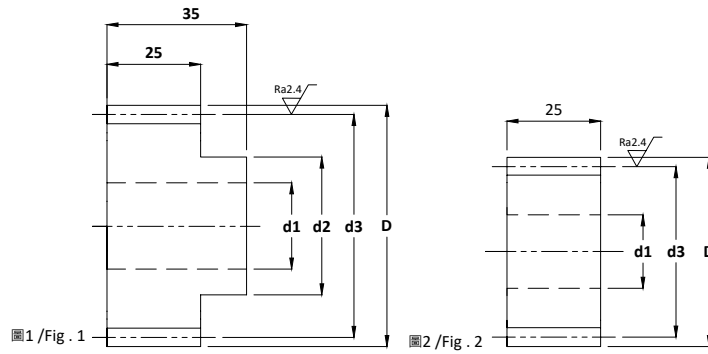 35
25
Ra2.4
d1
d2
d3
D
圖1 /Fig . 1
25
Ra2.4
d1
d3
D
圖2 /Fig . 2